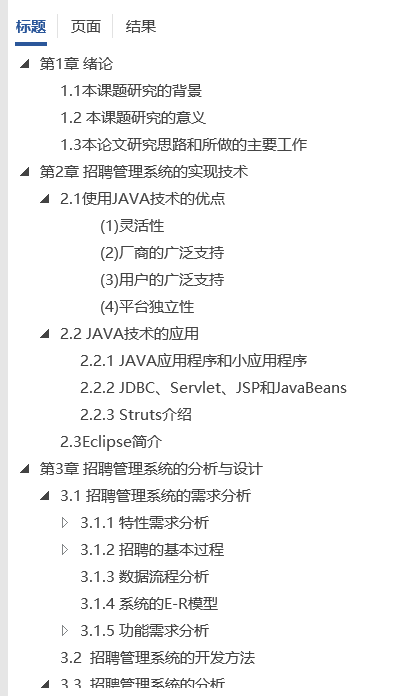 标题 页面 结果
第1章 绪论
1.1本课题研究的背景
1.2 本课题研究的意义
1.3本论文研究思路和所做的主要工作
第2章 招聘管理系统的实现技术
2.1使用JAVA技术的优点
(1)灵活性
(2)厂商的广泛支持
(3)用户的广泛支持
(4)平台独立性
2.2 JAVA技术的应用
2.2.1 JAVA应用程序和小应用程序
2.2.2 JDBC、Servlet、JSP和JavaBeans
2.2.3 Struts介绍
2.3Eclipse简介
第3章 招聘管理系统的分析与设计
3.1 招聘管理系统的需求分析
3.1.1 特性需求分析
3.1.2 招聘的基本过程
3.1.3 数据流程分析
3.1.4 系统的E-R模型
3.1.5 功能需求分析
3.2 招聘管理系统的开发方法
3.3 招聘管理系统的分析